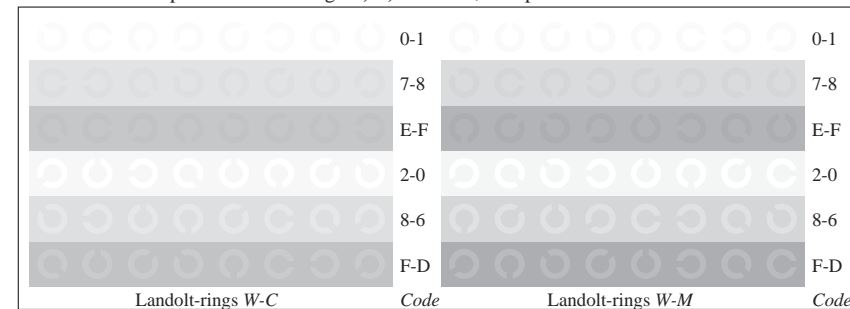 0-1 0-1
7-8 7-8
E-F E-F
2-0 2-0
8-6 8-6
F-D F-D
Landolt-rings W-C Code Landolt-rings W-M Code